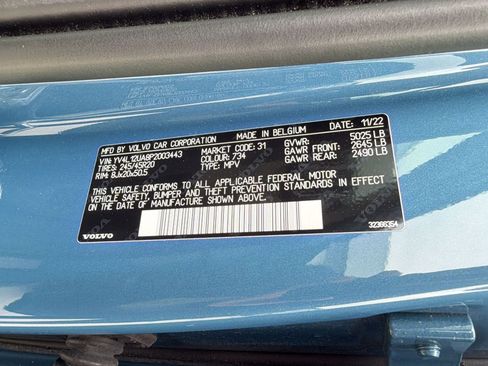 MFD BY VOLVO CAR CORPORATION MADE IN BELGIUM DATE: 11/22
VIN: YV4L12UA8P2003443 MARKET CODE: 31 GVWR: 5025 LB
TIRES: 245/45R20 COLOUR: 734 GAWR FRONT: 2645 LB
RIM: 8Jx20x50.5 TYPE: MPV GAWR REAR: 2490 LB
THIS VEHICLE CONFORMS TO ALL APPLICABLE FEDERAL MOTOR
VEHICLE SAFETY, BUMPER AND THEFT STANDARDS IN EFFECT ON
THE DATE OF MANUFACTURE SHOWN ABOVE.
VOLVO 32366354